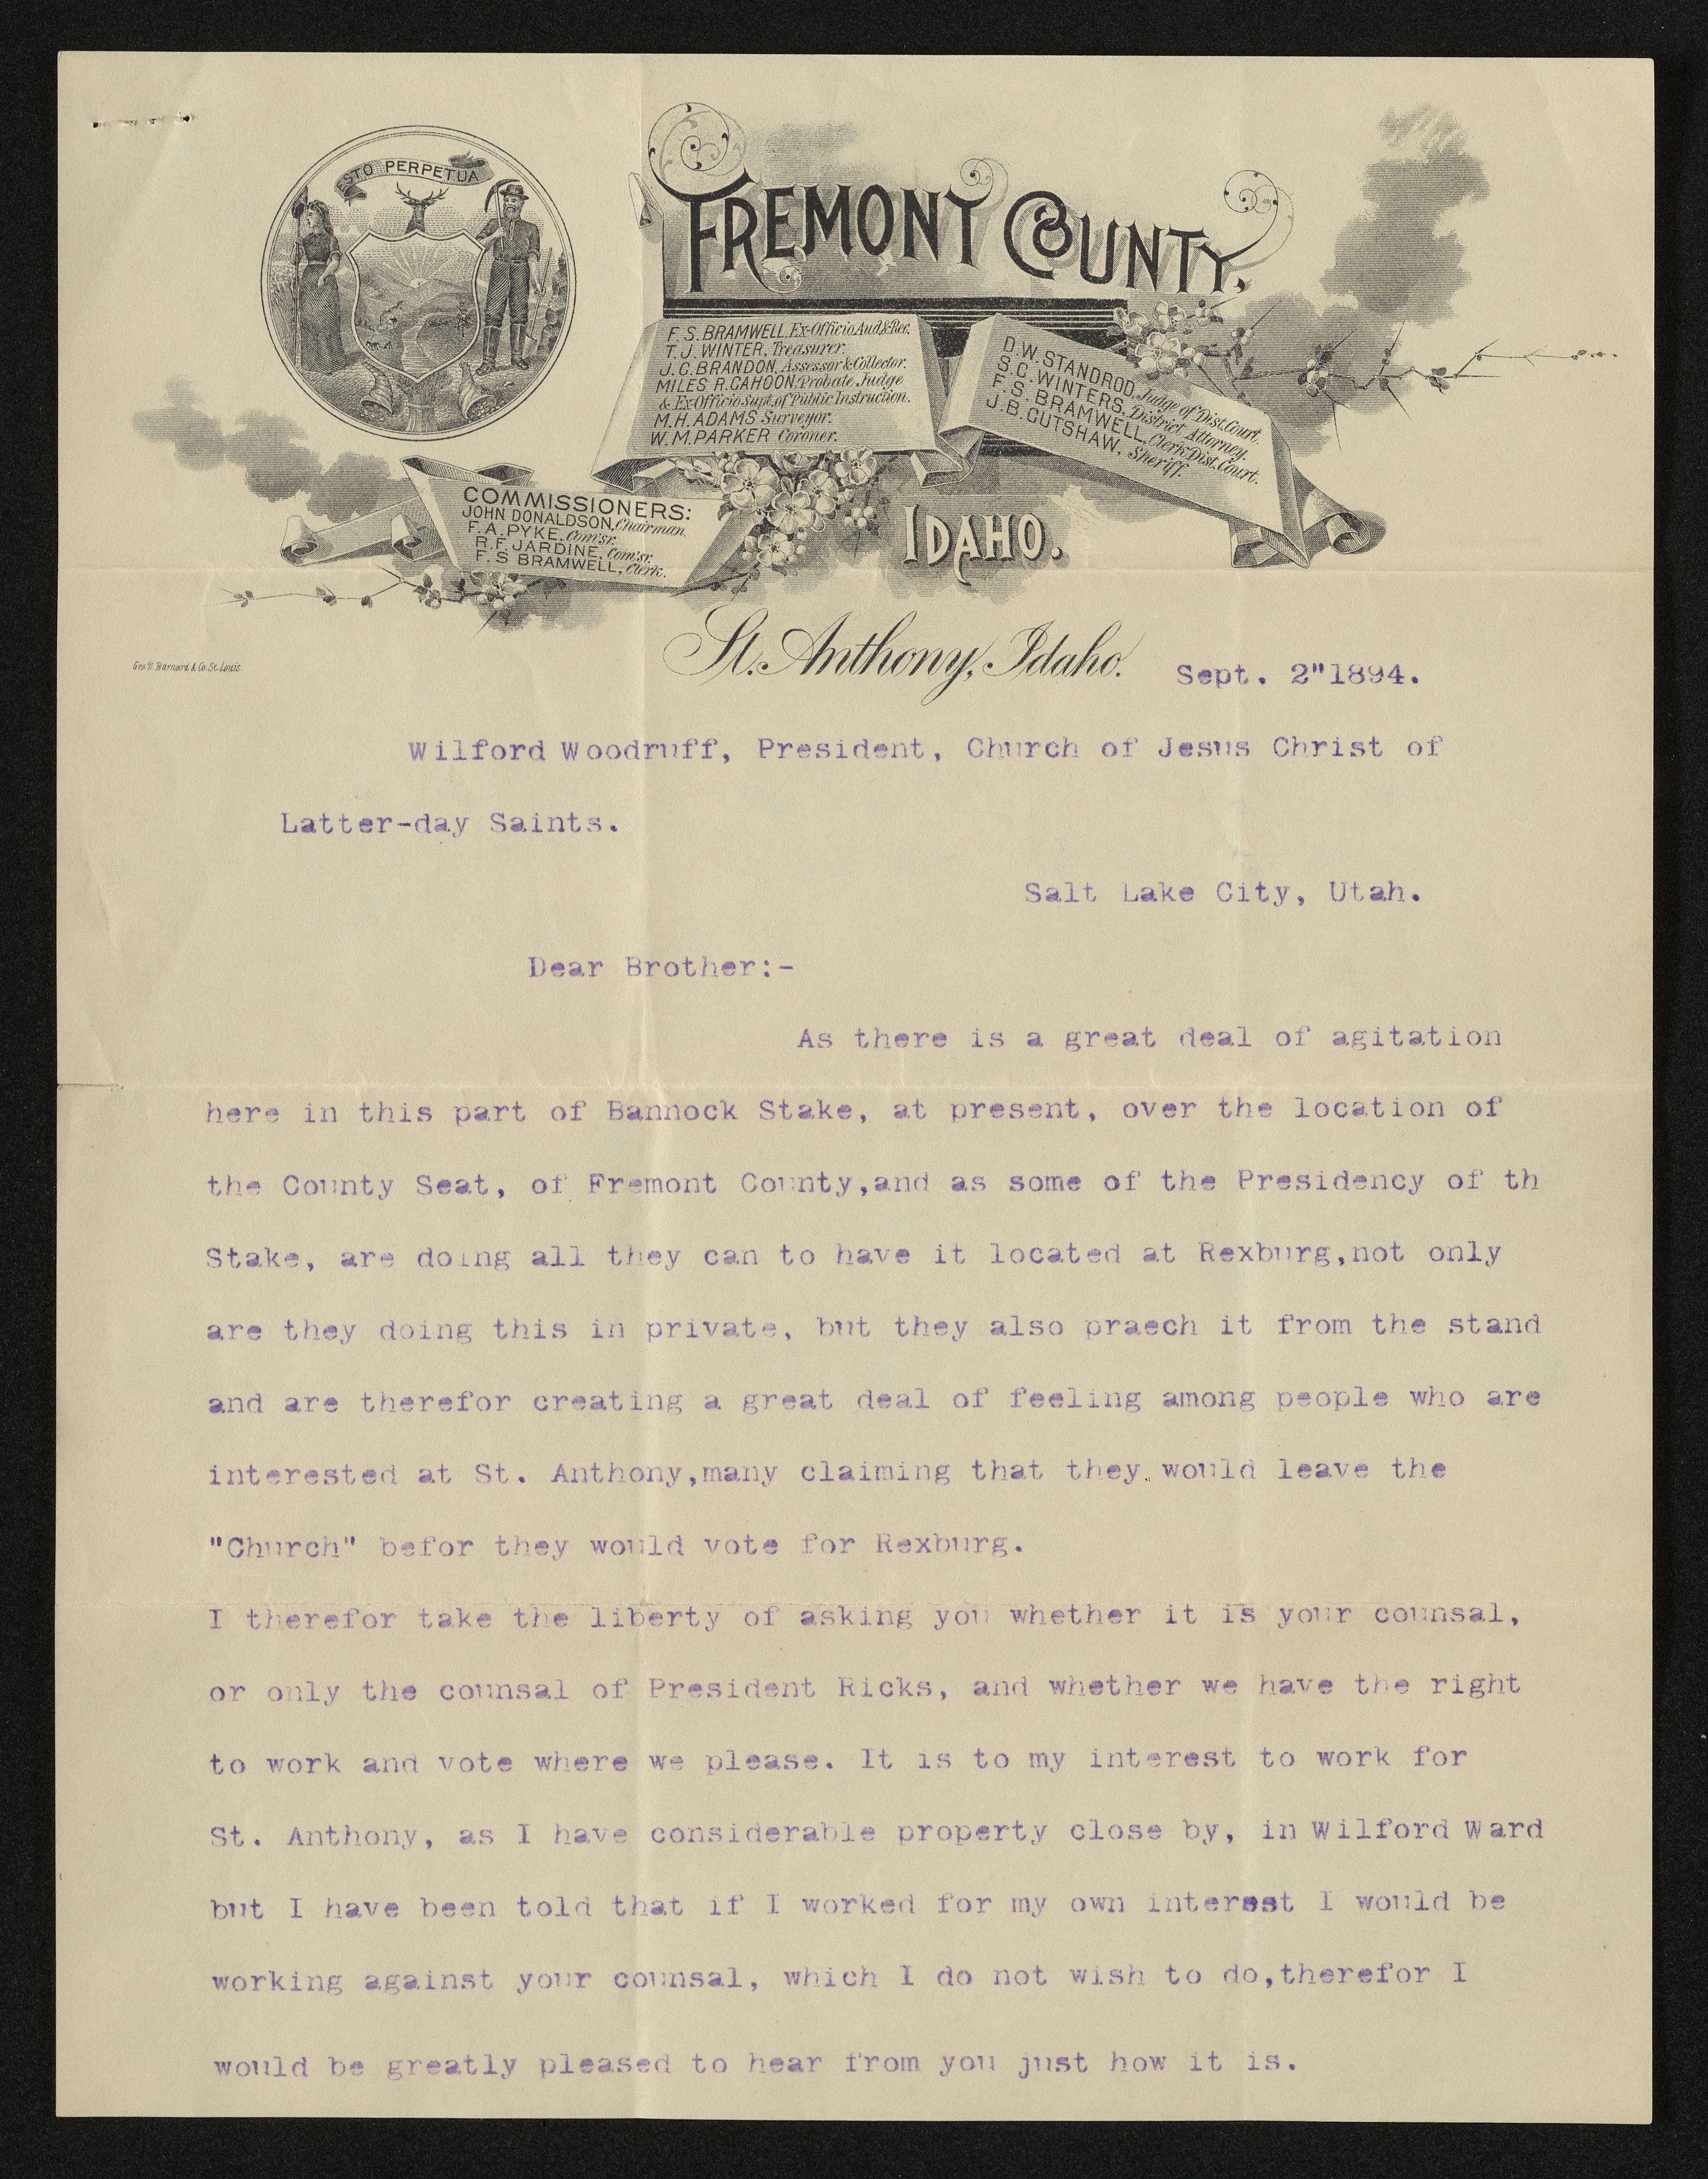 ESTO PERPETUA
FREMONT COUNTY,
F. S. BRAMWELL, Ex-Officio Aud & Rec.
T. J. WINTER, Treasurer.
J. C. BRANDON, Assessor & Collector.
MILES R. CAHOON, Probate Judge
& Ex-Officio Supt. of Public Instruction.
M. H. ADAMS Surveyor.
W. M. PARKER Coroner.
D. W. STANDROD, Judge of Dist. Court.
S. C. WINTERS, District Attorney.
F. S. BRAMWELL, Clerk Dist. Court.
J. B. CUTSHAW, Sheriff.
COMMISSIONERS:
JOHN DONALDSON, Chairman.
F. A. PYKE, Com'sr.
R. F. JARDINE, Com'sr.
F. S BRAMWELL, Clerk.
IDAHO.
Geo. D. Barnard & Co. St. Louis.
St. Anthony, Idaho. Sept. 2"1894.
Wilford Woodruff, President, Church of Jesus Christ of
Latter-day Saints.
Salt Lake City, Utah.
Dear Brother:-
As there is a great deal of agitation
here in this part of Bannock Stake, at present, over the location of
the County Seat, of Fremont County,and as some of the Presidency of th
Stake, are doing all they can to have it located at Rexburg,not only
are they doing this in private, but they also praech it from the stand
and are therefor creating a great deal of feeling among people who are
interested at St. Anthony,many claiming that they. would leave the
"Church" befor they would vote for Rexburg.
I therefor take the liberty of asking you whether it is your counsal,
or only the counsal of President Ricks, and whether we have the right
to work and vote where we please. It is to my interest to work for
St. Anthony, as I have considerable property close by, in Wilford Ward
but I have been told that if I worked for my own interest I would be
working against your counsal, which I do not wish to do,therefor I
would be greatly pleased to hear from you just how it is.